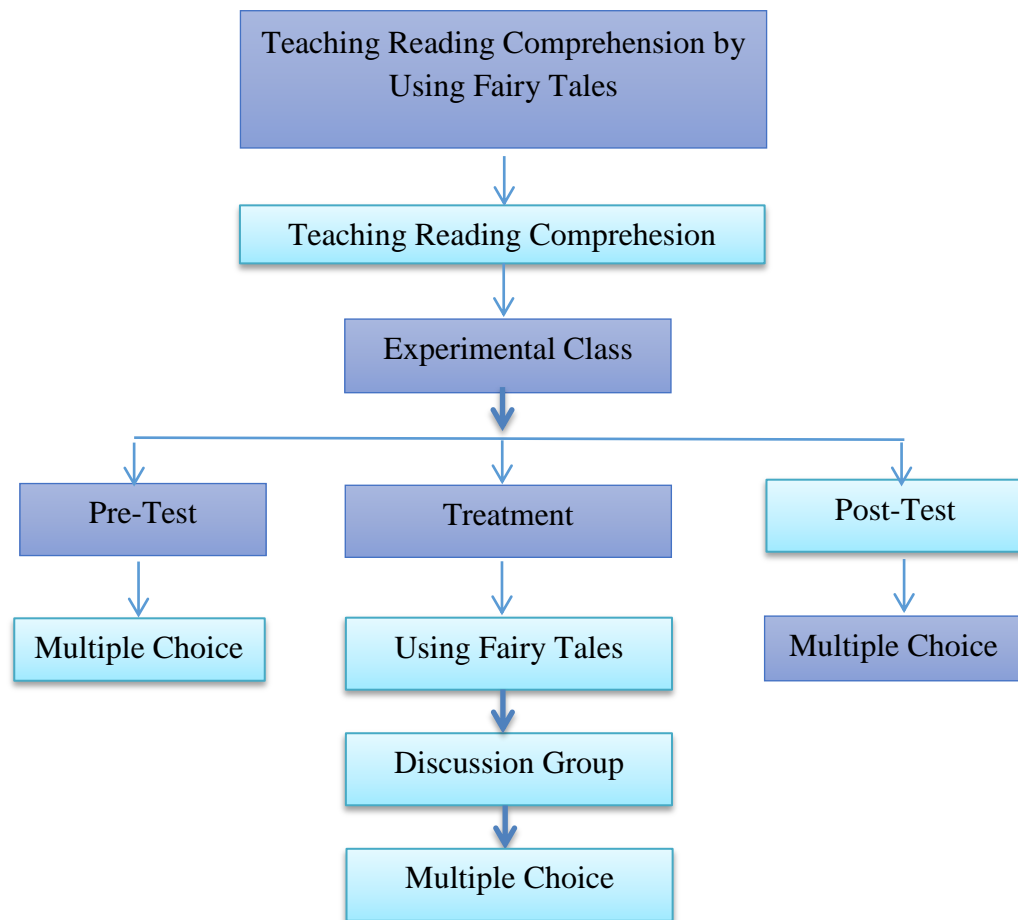 Teaching Reading Comprehension by
Using Fairy Tales
Teaching Reading Comprehesion
Experimental Class
Pre-Test
Treatment
Post-Test
Multiple Choice
Using Fairy Tales
Multiple Choice
Discussion Group
Multiple Choice